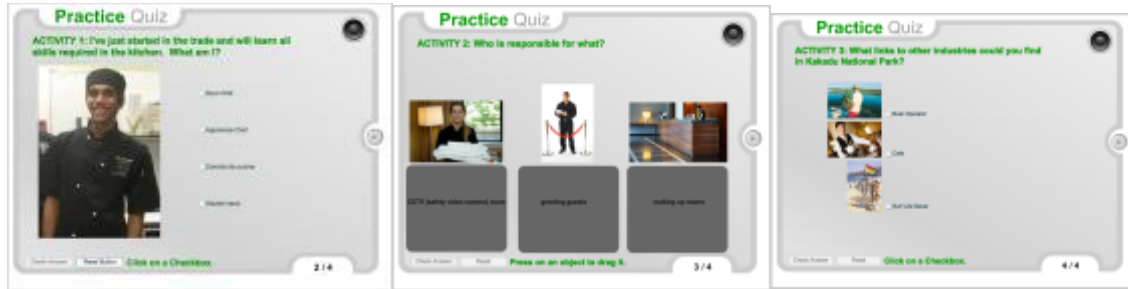 Practice Quiz
ACTIVITY 1: I've just started in the trade and will learn all
skills required in the kitchen. What am I?
Sous chef
Apprentice Chef
Commis de cuisine
Check Answer
Reset Button
Click on a Checkbox.
2 / 4
Practice Quiz
ACTIVITY 2: Who is responsible for what?
CCTV (safety video camera) room
greeting guests
making up rooms
Check Answer
Reset
Press on an object to drag it.
3 / 4
Practice Quiz
ACTIVITY 3: What links to other industries could you find
in Kakadu National Park?
Boat Operator
Cafe
Surf Life Saver
Check Answer
Reset
Click on a Checkbox.
4 / 4